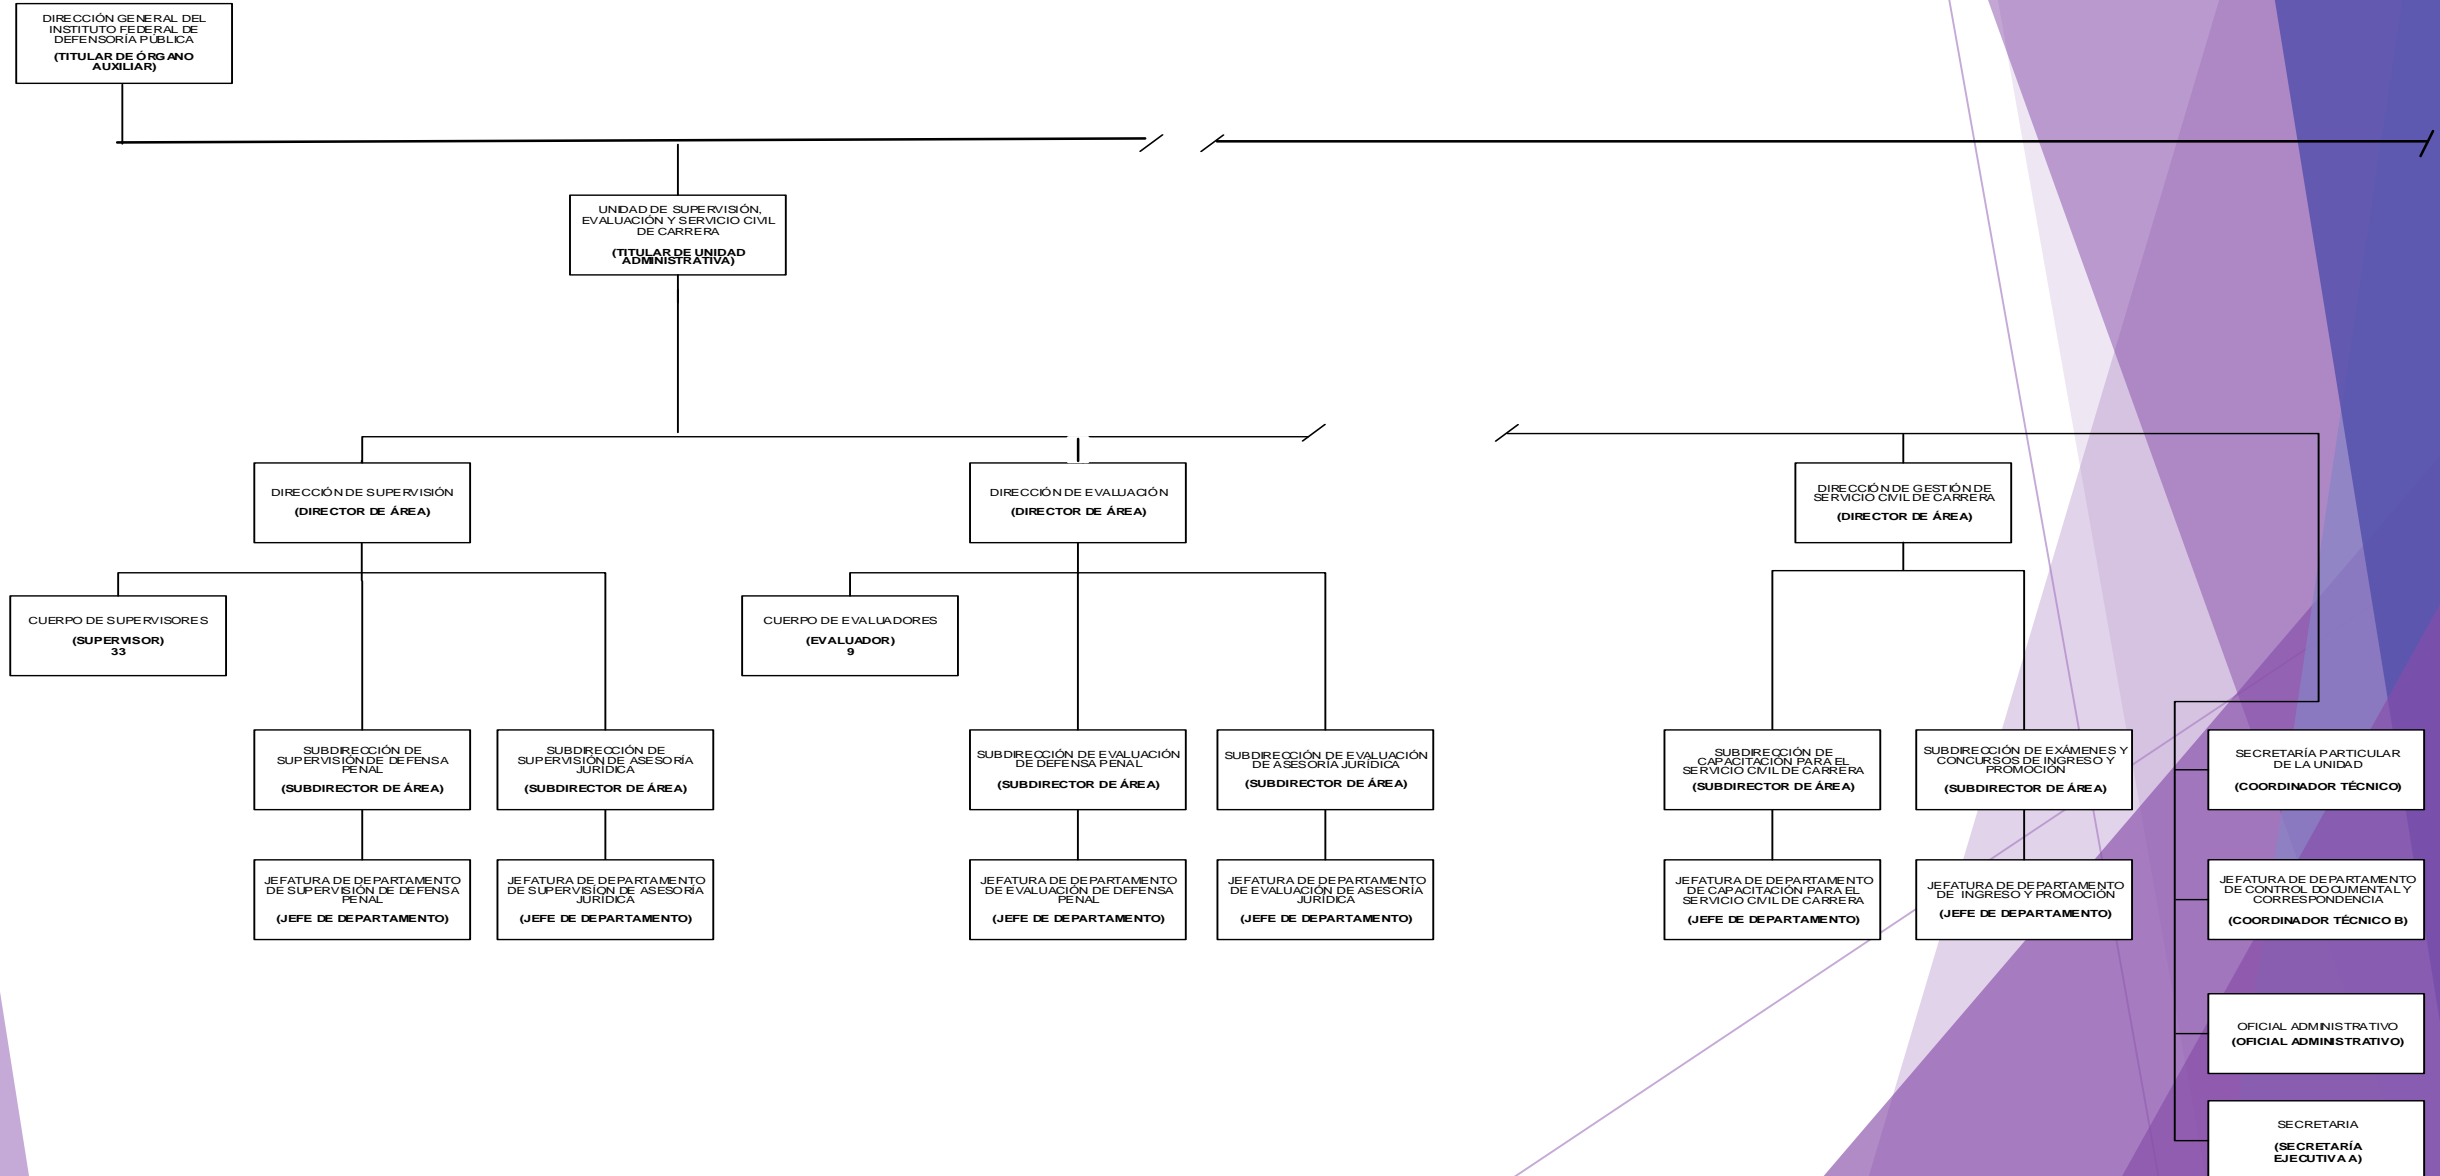 DIRECCIÓN GENERAL DEL
INSTITUTO FEDERAL DE
DEFENSORÍA PÚBLICA
(TITULAR DE ÓRGANO
AUXILIAR)
UNIDAD DE SUPERVISIÓN,
EVALUACIÓN Y SERVICIO CIVIL
DE CARRERA
(TITULAR DE UNIDAD
ADMINISTRATIVA)
DIRECCIÓN DE SUPERVISIÓN
(DIRECTOR DE ÁREA)
DIRECCIÓN DE EVALUACIÓN
(DIRECTOR DE ÁREA)
DIRECCIÓN DE GESTIÓN DE
SERVICIO CIVIL DE CARRERA
(DIRECTOR DE ÁREA)
CUERPO DE SUPERVISORES
(SUPERVISOR)
33
CUERPO DE EVALUADORES
(EVALUADOR)
9
SUBDIRECCIÓN DE
SUPERVISIÓN DE DEFENSA
PENAL
(SUBDIRECTOR DE ÁREA)
SUBDIRECCIÓN DE
SUPERVISIÓN DE ASESORÍA
JURÍDICA
(SUBDIRECTOR DE ÁREA)
SUBDIRECCIÓN DE EVALUACIÓN
DE DEFENSA PENAL
(SUBDIRECTOR DE ÁREA)
SUBDIRECCIÓN DE EVALUACIÓN
DE ASESORÍA JURÍDICA
(SUBDIRECTOR DE ÁREA)
SUBDIRECCIÓN DE
CAPACITACIÓN PARA EL
SERVICIO CIVIL DE CARRERA
(SUBDIRECTOR DE ÁREA)
SUBDIRECCIÓN DE EXÁMENES Y
CONCURSOS DE INGRESO Y
PROMOCIÓN
(SUBDIRECTOR DE ÁREA)
SECRETARÍA PARTICULAR
DE LA UNIDAD
(COORDINADOR TÉCNICO)
JEFATURA DE DEPARTAMENTO
DE SUPERVISIÓN DE DEFENSA
PENAL
(JEFE DE DEPARTAMENTO)
JEFATURA DE DEPARTAMENTO
DE SUPERVISÍON DE ASESORÍA
JURÍDICA
(JEFE DE DEPARTAMENTO)
JEFATURA DE DEPARTAMENTO
DE EVALUACIÓN DE DEFENSA
PENAL
(JEFE DE DEPARTAMENTO)
JEFATURA DE DEPARTAMENTO
DE EVALUACIÓN DE ASESORÍA
JURÍDICA
(JEFE DE DEPARTAMENTO)
JEFATURA DE DEPARTAMENTO
DE CAPACITACIÓN PARA EL
SERVICIO CIVIL DE CARRERA
(JEFE DE DEPARTAMENTO)
JEFATURA DE DEPARTAMENTO
DE INGRESO Y PROMOCIÓN
(JEFE DE DEPARTAMENTO)
JEFATURA DE DEPARTAMENTO
DE CONTROL DOCUMENTAL Y
CORRESPONDENCIA
(COORDINADOR TÉCNICO B)
OFICIAL ADMINISTRATIVO
(OFICIAL ADMINISTRATIVO)
SECRETARIA
(SECRETARÍA
EJECUTIVA A)